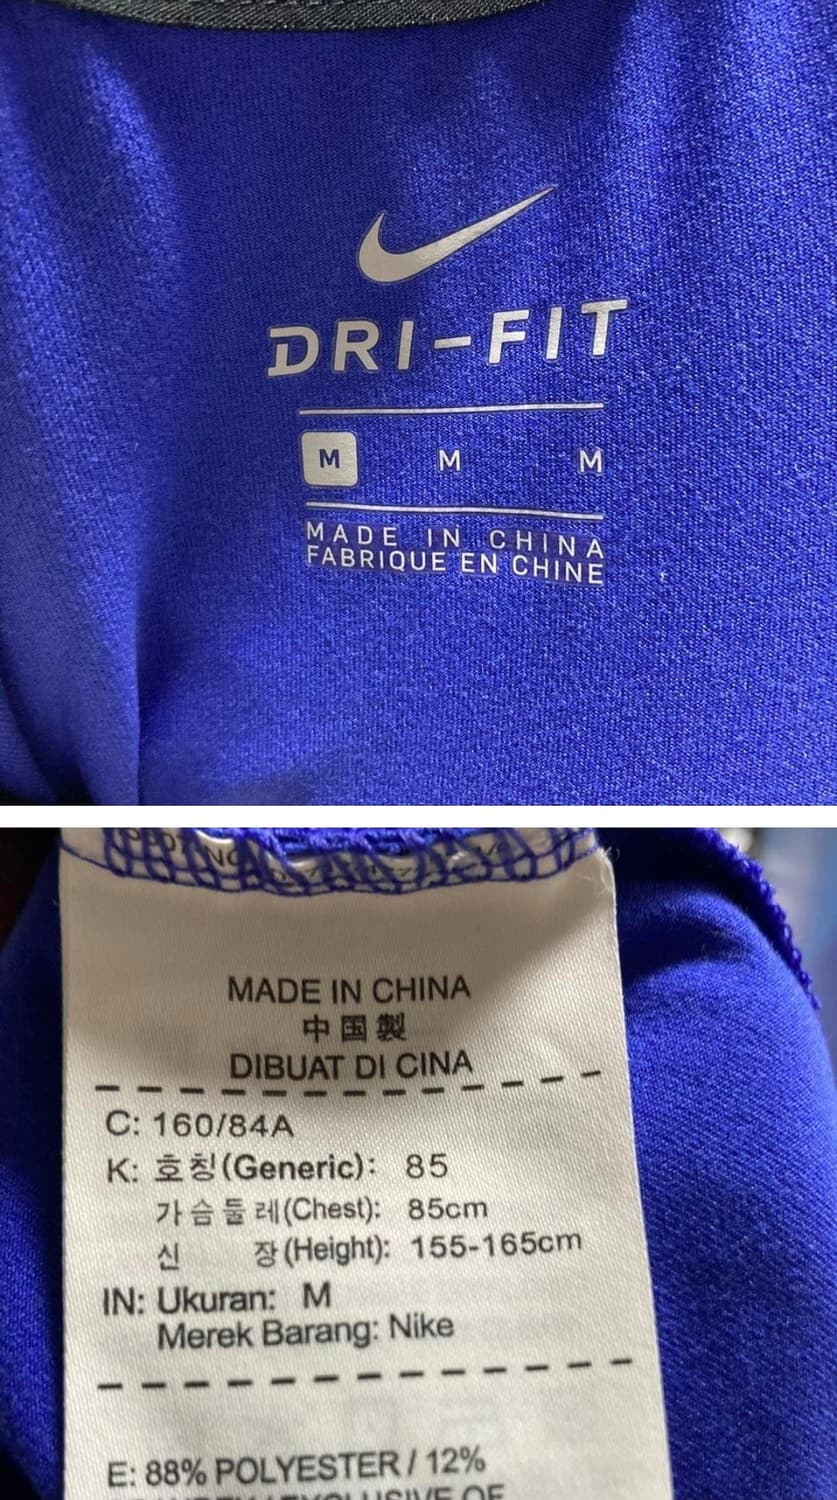 DRI-FIT
M M M
MADE IN CHINA
FABRIQUE EN CHINE
MADE IN CHINA
中国製
DIBUAT DI CINA
C: 160/84A
K: 호칭(Generic): 85
가슴둘레(Chest): 85cm
신 장(Height): 155-165cm
IN: Ukuran: M
Merek Barang: Nike
E: 88% POLYESTER / 12%
EXCLUSIVE OF